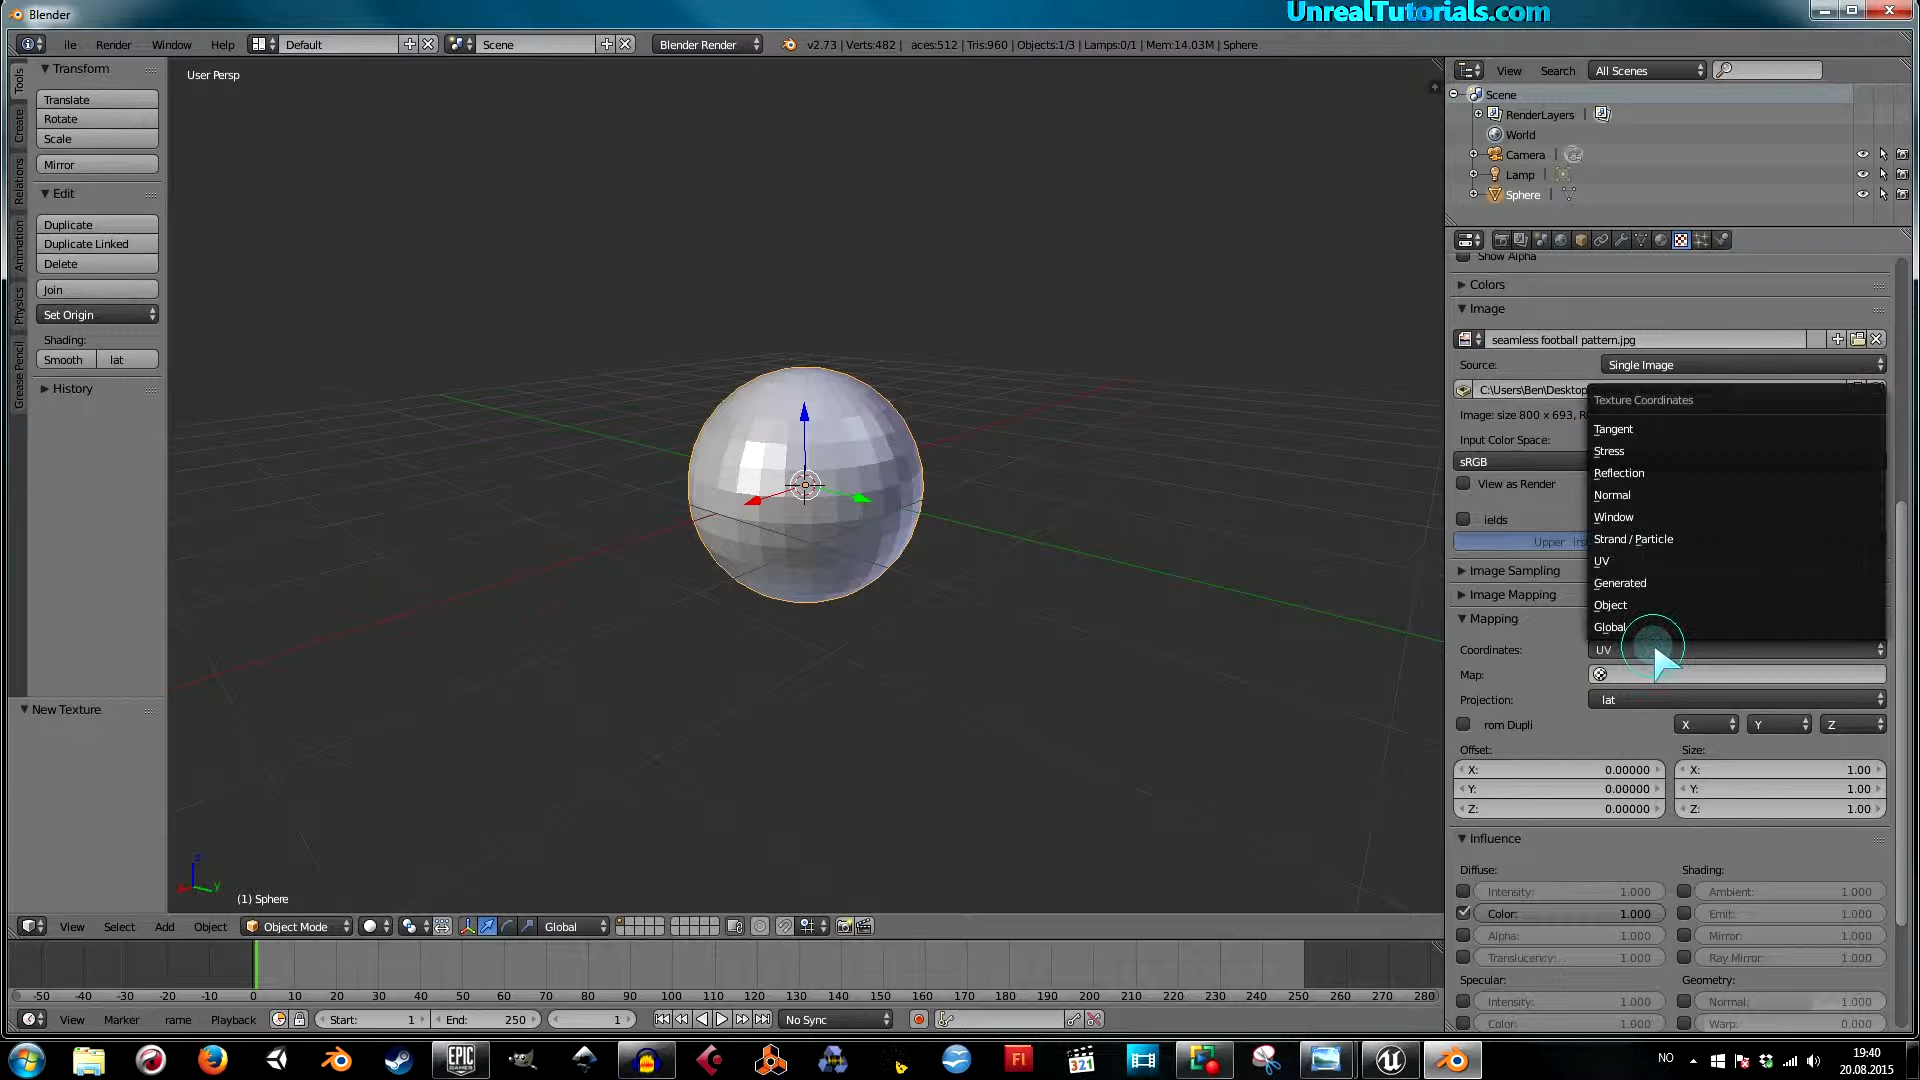 Blender
UnrealTutorials.com
ile Render Window Help Default Scene Blender Render v2.73 | Verts:482 | aces:512 | Tris:960 | Objects:1/3 | Lamps:0/1 | Mem:14.03M | Sphere
Tools
Create
Relations
Animation
Physics
Grease Pencil
Transform
Translate
Rotate
Scale
Mirror
Edit
Duplicate
Duplicate Linked
Delete
Join
Set Origin
Shading:
Smooth lat
History
New Texture
User Persp
(1) Sphere
View Search All Scenes
Scene
RenderLayers
World
Camera
Lamp
Sphere
Show Alpha
Colors
Image
seamless football pattern.jpg
Source: Single Image
C:\Users\Ben\Desktop
Image: size 800 x 693, R
Input Color Space:
sRGB
View as Render
ields
Upper
Image Sampling
Image Mapping
Texture Coordinates
Tangent
Stress
Reflection
Normal
Window
Strand / Particle
UV
Generated
Object
Global
Mapping
Coordinates: UV
Map:
Projection: lat
rom Dupli X Y Z
Offset: Size:
X: 0.00000 X: 1.00
Y: 0.00000 Y: 1.00
Z: 0.00000 Z: 1.00
Influence
Diffuse: Shading:
Intensity: 1.000 Ambient: 1.000
Color: 1.000 Emit: 1.000
Alpha: 1.000 Mirror: 1.000
Translucency: 1.000 Ray Mirror: 1.000
Specular: Geometry:
Intensity: 1.000 Normal: 1.000
Color: 1.000 Warp: 0.000
View Select Add Object Object Mode Global
-50 -40 -30 -20 -10 0 10 20 30 40 50 60 70 80 90 100 110 120 130 140 150 160 170 180 190 200 210 220 230 240 250 260 270 280
View Marker rame Playback Start: 1 End: 250 1 No Sync
EPIC GAMES
Fl
321
NO
19:40
20.08.2015